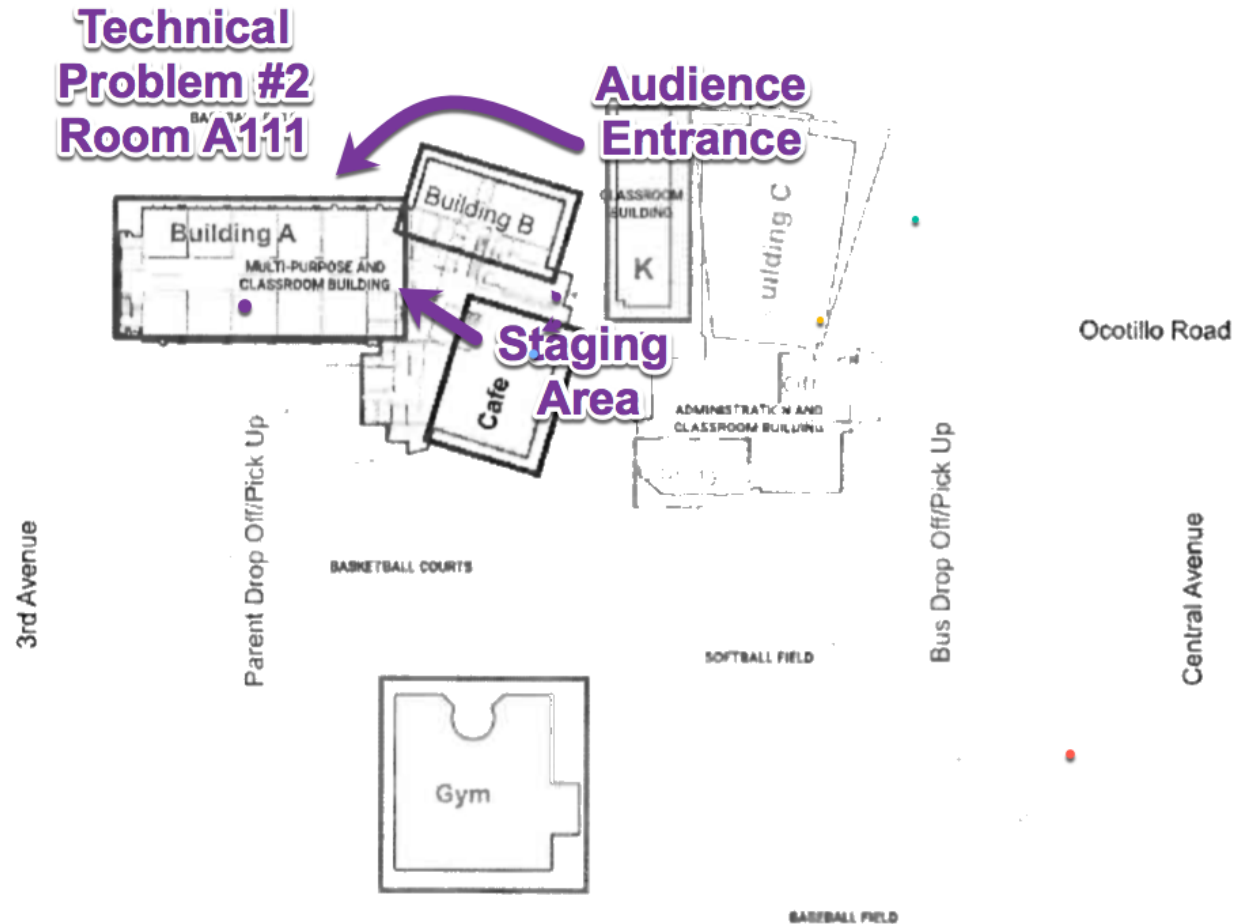 Technical
Problem #2
Room A111
Audience
Entrance
Building A
MULTI-PURPOSE AND
CLASSROOM BUILDING
Building B
CLASSROOM
BUILDING
K
uilding C
Ocotillo Road
Staging
Area
Cafe
ADMINISTRATION AND
CLASSROOM BUILDING
Parent Drop Off/Pick Up
Bus Drop Off/Pick Up
3rd Avenue
Central Avenue
BASKETBALL COURTS
SOFTBALL FIELD
Gym
BASEBALL FIELD